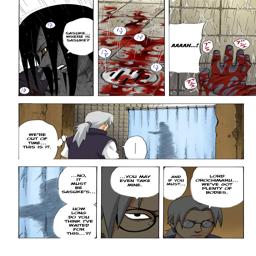 SASUKE...
WHERE IS
SASUKE?
AAAAH...!
WE'RE
OUT OF
TIME...
THIS IS IT.
...NO,
IT
MUST
BE
SASUKE'S...
HOW
LONG DO
YOU THINK
I'VE
WAITED
FOR
THIS...?!
...YOU MAY
EVEN TAKE
MINE.
AND IF
YOU
MUST...
LORD
OROCHIMARU...
WE'VE GOT
PLENTY OF
BODIES.